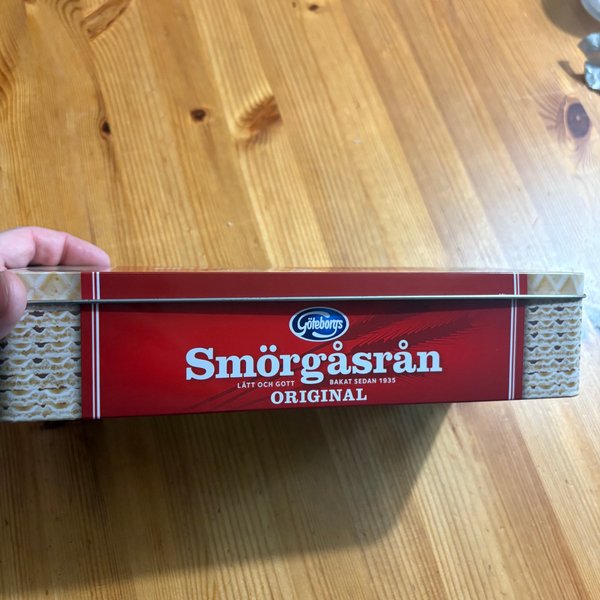 Göteborgs
Smörgåsrån
LÄTT OCH GOTT BAKAT SEDAN 1935
ORIGINAL